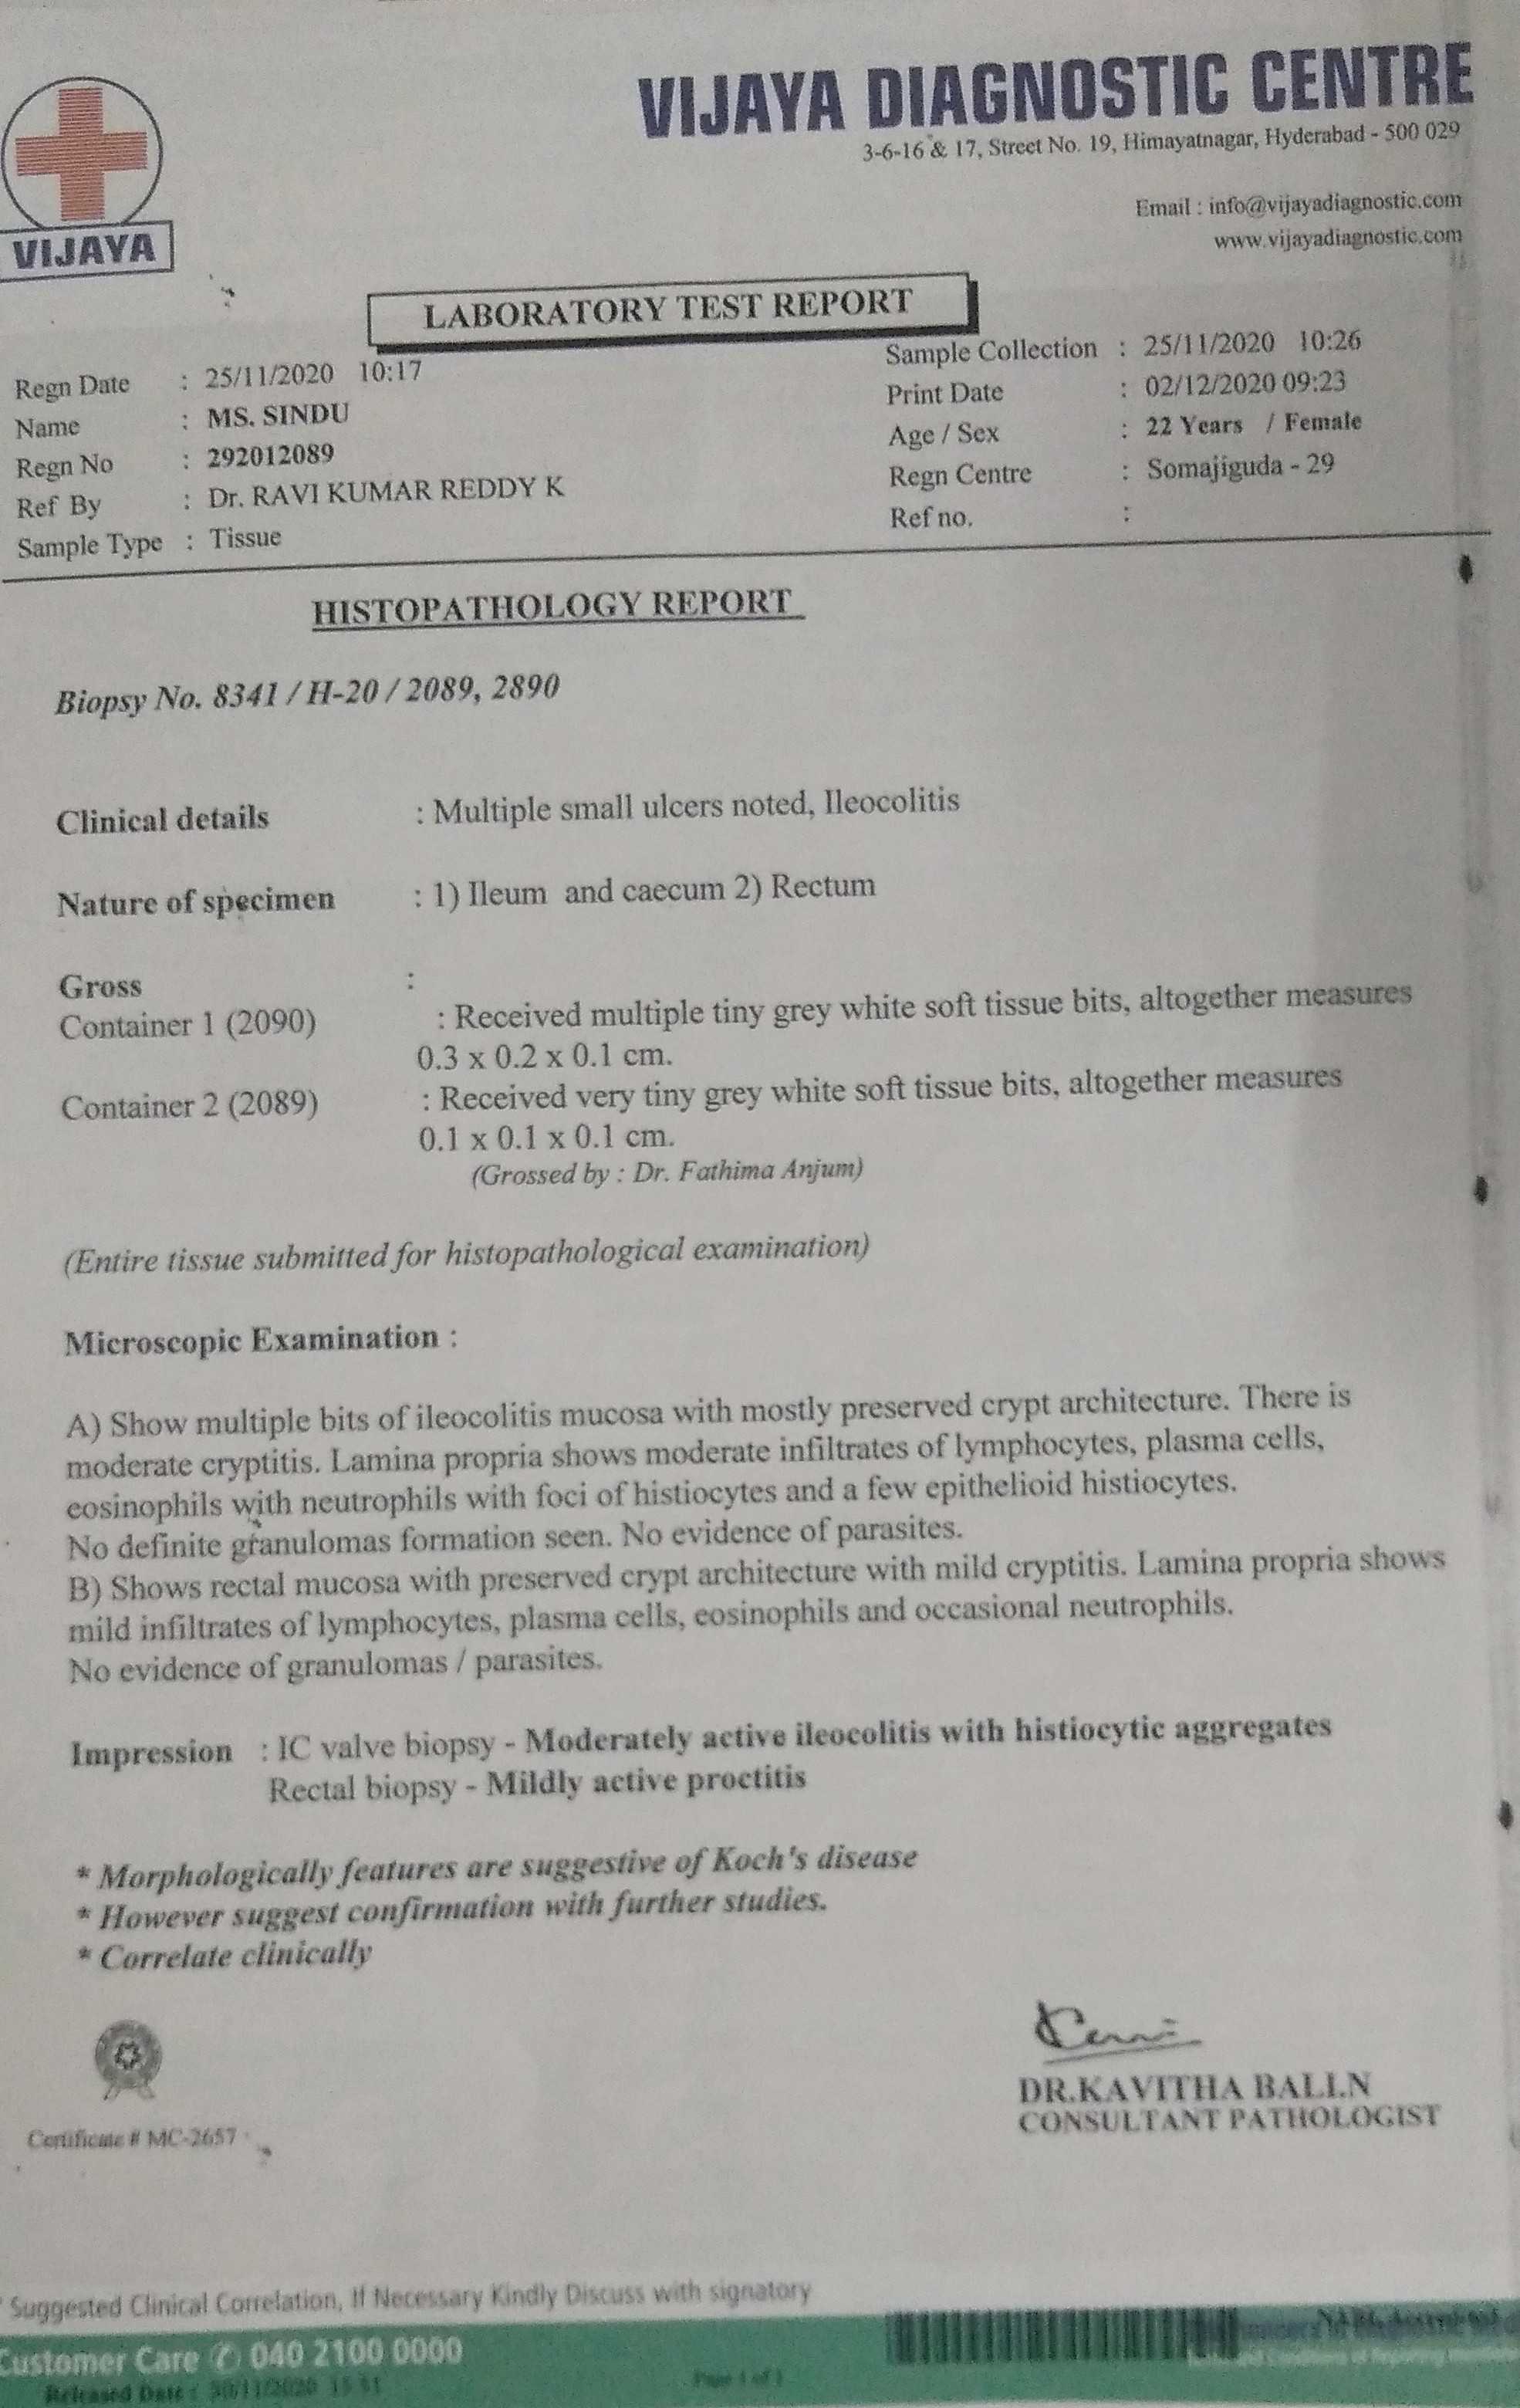 VIJAYA DIAGNOSTIC CENTRE
3-6-16 & 17, Street No. 19, Himayatnagar, Hyderabad - 500 029
Email : info@vijayadiagnostic.com
www.vijayadiagnostic.com
VIJAYA
LABORATORY TEST REPORT
Regn Date : 25/11/2020 10:17 Sample Collection : 25/11/2020 10:26
Name : MS. SINDU Print Date : 02/12/2020 09:23
Regn No : 292012089 Age / Sex : 22 Years / Female
Ref By : Dr. RAVI KUMAR REDDY K Regn Centre : Somajiguda - 29
Sample Type : Tissue Ref no. :
HISTOPATHOLOGY REPORT
Biopsy No. 8341 / H-20 / 2089, 2890
Clinical details : Multiple small ulcers noted, Ileocolitis
Nature of specimen : 1) Ileum and caecum 2) Rectum
Gross :
Container 1 (2090) : Received multiple tiny grey white soft tissue bits, altogether measures
0.3 x 0.2 x 0.1 cm.
Container 2 (2089) : Received very tiny grey white soft tissue bits, altogether measures
0.1 x 0.1 x 0.1 cm.
(Grossed by : Dr. Fathima Anjum)
(Entire tissue submitted for histopathological examination)
Microscopic Examination :
A) Show multiple bits of ileocolitis mucosa with mostly preserved crypt architecture. There is
moderate cryptitis. Lamina propria shows moderate infiltrates of lymphocytes, plasma cells,
eosinophils with neutrophils with foci of histiocytes and a few epithelioid histiocytes.
No definite granulomas formation seen. No evidence of parasites.
B) Shows rectal mucosa with preserved crypt architecture with mild cryptitis. Lamina propria shows
mild infiltrates of lymphocytes, plasma cells, eosinophils and occasional neutrophils.
No evidence of granulomas / parasites.
Impression : IC valve biopsy - Moderately active ileocolitis with histiocytic aggregates
Rectal biopsy - Mildly active proctitis
* Morphologically features are suggestive of Koch's disease
* However suggest confirmation with further studies.
* Correlate clinically
DR.KAVITHA BALI.N
CONSULTANT PATHOLOGIST
Certificate # MC-2657
Suggested Clinical Correlation, If Necessary Kindly Discuss with signatory
Customer Care 040 2100 0000
Released Date : 30/11/2020
Page 1 of 1